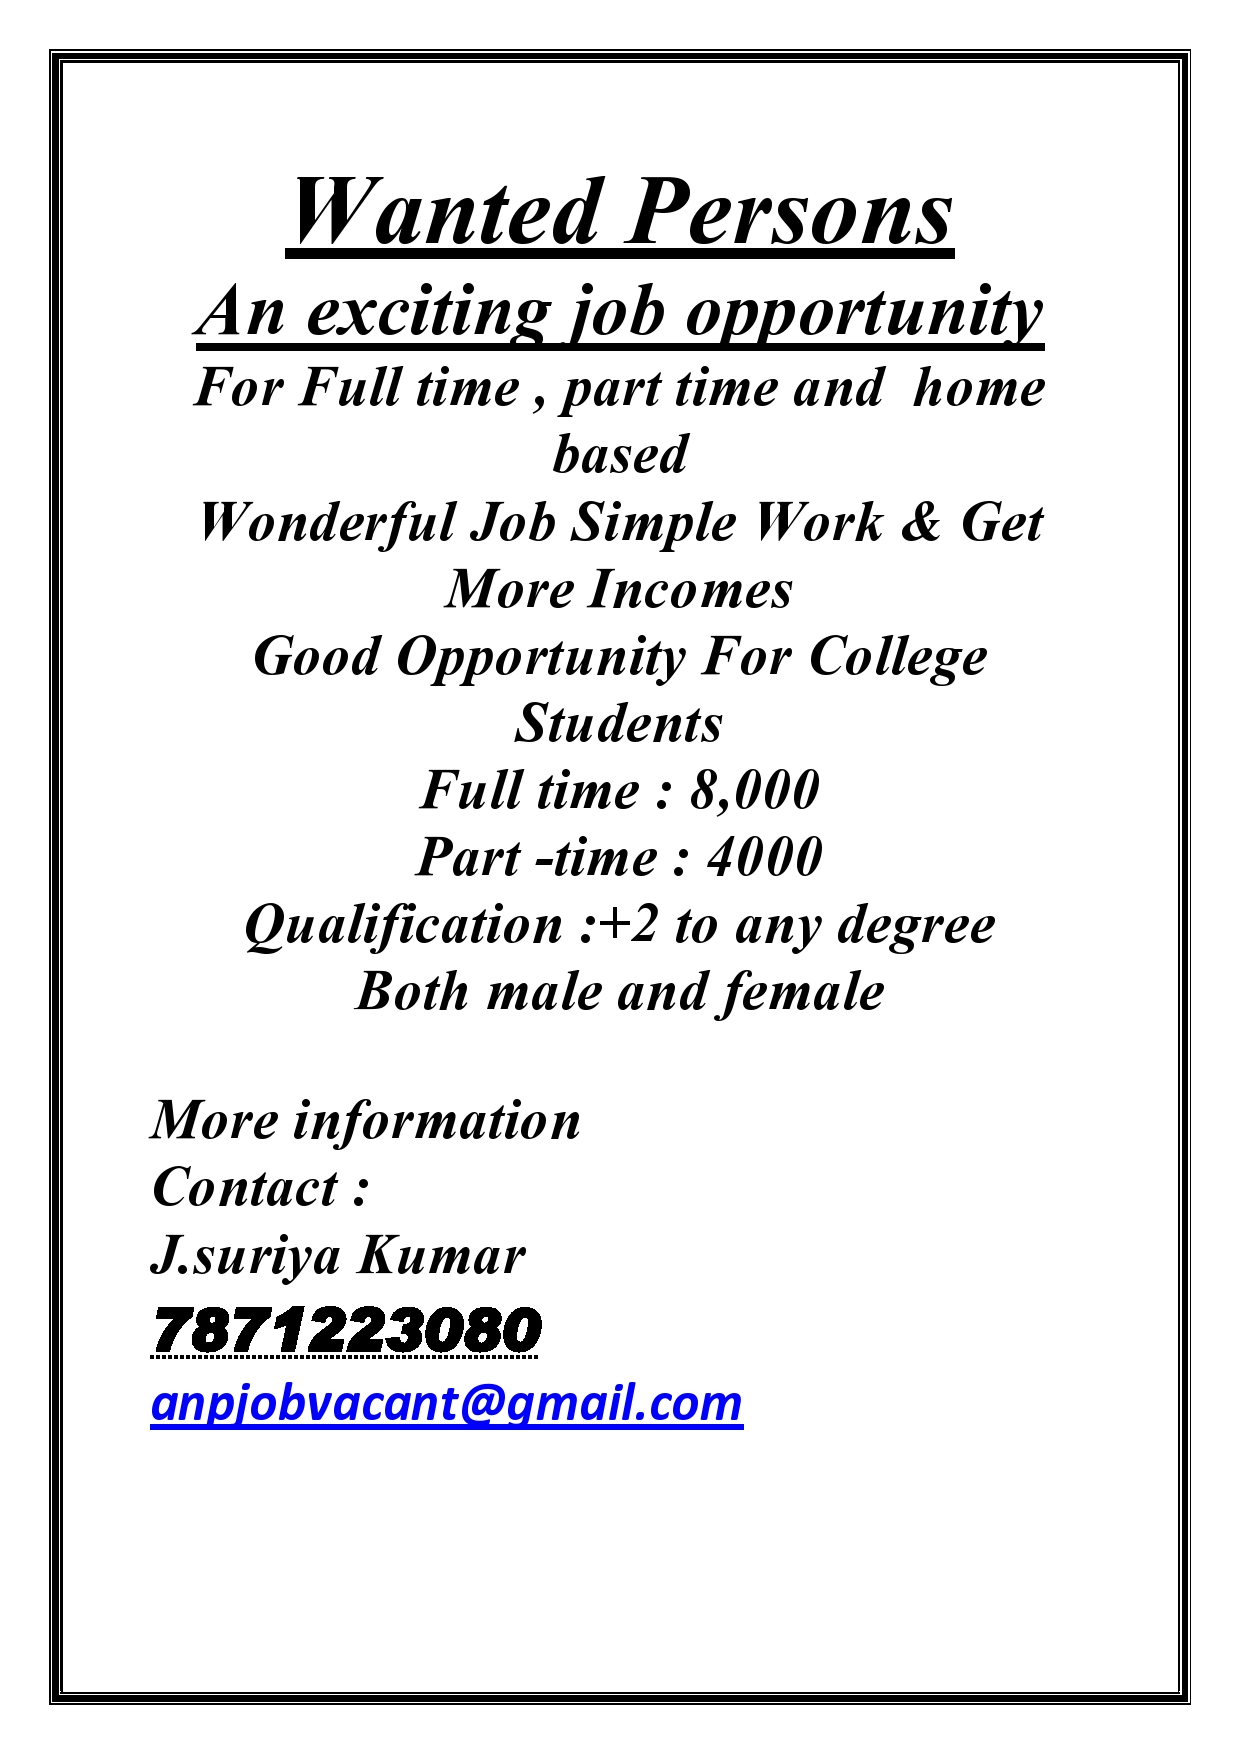 Wanted Persons
An exciting job opportunity
For Full time , part time and  home
based
Wonderful Job Simple Work & Get
More Incomes
Good Opportunity For College
Students
Full time : 8,000
Part -time : 4000
Qualification :+2 to any degree
Both male and female
More information
Contact :
J.suriya Kumar
7871223080
anpjobvacant@gmail.com